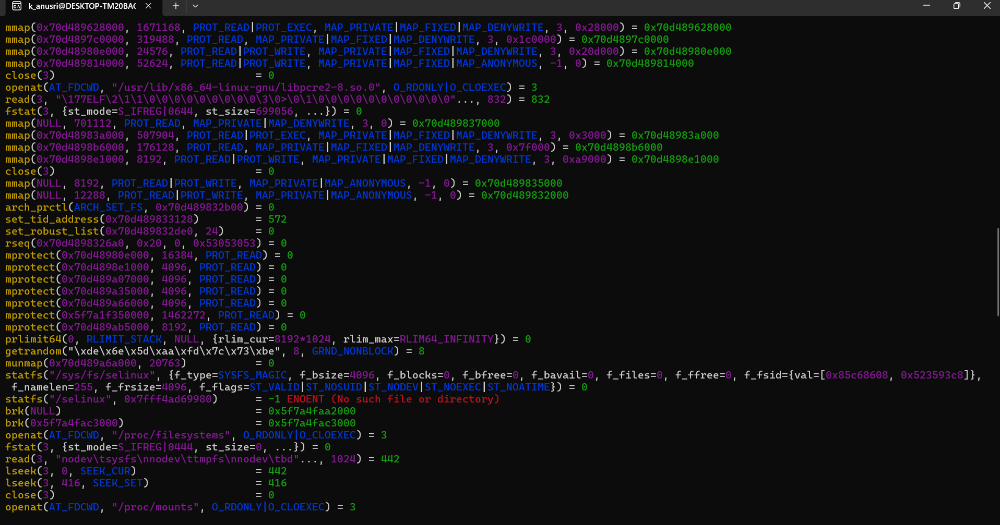 k_anusri@DESKTOP-TM20BA
mmap(0x70d489628000, 1671168, PROT_READ|PROT_EXEC, MAP_PRIVATE|MAP_FIXED|MAP_DENYWRITE, 3, 0x28000) = 0x70d489628000
mmap(0x70d4897c0000, 319488, PROT_READ, MAP_PRIVATE|MAP_FIXED|MAP_DENYWRITE, 3, 0x1c0000) = 0x70d4897c0000
mmap(0x70d48980e000, 24576, PROT_READ|PROT_WRITE, MAP_PRIVATE|MAP_FIXED|MAP_DENYWRITE, 3, 0x20d000) = 0x70d48980e000
mmap(0x70d489814000, 52624, PROT_READ|PROT_WRITE, MAP_PRIVATE|MAP_FIXED|MAP_ANONYMOUS, -1, 0) = 0x70d489814000
close(3)                                = 0
openat(AT_FDCWD, "/usr/lib/x86_64-linux-gnu/libpcre2-8.so.0", O_RDONLY|O_CLOEXEC) = 3
read(3, "\177ELF\2\1\1\0\0\0\0\0\0\0\0\0\3\0>\0\1\0\0\0\0\0\0\0\0\0\0\0"..., 832) = 832
fstat(3, {st_mode=S_IFREG|0644, st_size=699056, ...}) = 0
mmap(NULL, 701112, PROT_READ, MAP_PRIVATE|MAP_DENYWRITE, 3, 0) = 0x70d489837000
mmap(0x70d48983a000, 507904, PROT_READ|PROT_EXEC, MAP_PRIVATE|MAP_FIXED|MAP_DENYWRITE, 3, 0x3000) = 0x70d48983a000
mmap(0x70d4898b6000, 176128, PROT_READ, MAP_PRIVATE|MAP_FIXED|MAP_DENYWRITE, 3, 0x7f000) = 0x70d4898b6000
mmap(0x70d4898e1000, 8192, PROT_READ|PROT_WRITE, MAP_PRIVATE|MAP_FIXED|MAP_DENYWRITE, 3, 0xa9000) = 0x70d4898e1000
close(3)                                = 0
mmap(NULL, 8192, PROT_READ|PROT_WRITE, MAP_PRIVATE|MAP_ANONYMOUS, -1, 0) = 0x70d489835000
mmap(NULL, 12288, PROT_READ|PROT_WRITE, MAP_PRIVATE|MAP_ANONYMOUS, -1, 0) = 0x70d489832000
arch_prctl(ARCH_SET_FS, 0x70d489832b00) = 0
set_tid_address(0x70d489833128)         = 572
set_robust_list(0x70d489832de0, 24)     = 0
rseq(0x70d4898326a0, 0x20, 0, 0x53053053) = 0
mprotect(0x70d48980e000, 16384, PROT_READ) = 0
mprotect(0x70d4898e1000, 4096, PROT_READ) = 0
mprotect(0x70d489a07000, 4096, PROT_READ) = 0
mprotect(0x70d489a35000, 4096, PROT_READ) = 0
mprotect(0x70d489a66000, 4096, PROT_READ) = 0
mprotect(0x5f7a1f350000, 1462272, PROT_READ) = 0
mprotect(0x70d489ab5000, 8192, PROT_READ) = 0
prlimit64(0, RLIMIT_STACK, NULL, {rlim_cur=8192*1024, rlim_max=RLIM64_INFINITY}) = 0
getrandom("\xde\x6e\x5d\xaa\xfd\x7c\x73\xbe", 8, GRND_NONBLOCK) = 8
munmap(0x70d489a6a000, 20763)           = 0
statfs("/sys/fs/selinux", {f_type=SYSFS_MAGIC, f_bsize=4096, f_blocks=0, f_bfree=0, f_bavail=0, f_files=0, f_ffree=0, f_fsid={val=[0x85c68608, 0x523593c8]},
 f_namelen=255, f_frsize=4096, f_flags=ST_VALID|ST_NOSUID|ST_NODEV|ST_NOEXEC|ST_NOATIME}) = 0
statfs("/selinux", 0x7fff4ad69980)      = -1 ENOENT (No such file or directory)
brk(NULL)                               = 0x5f7a4faa2000
brk(0x5f7a4fac3000)                     = 0x5f7a4fac3000
openat(AT_FDCWD, "/proc/filesystems", O_RDONLY|O_CLOEXEC) = 3
fstat(3, {st_mode=S_IFREG|0444, st_size=0, ...}) = 0
read(3, "nodev\tsysfs\nnodev\ttmpfs\nnodev\tbd"..., 1024) = 442
lseek(3, 0, SEEK_CUR)                   = 442
lseek(3, 416, SEEK_SET)                 = 416
close(3)                                = 0
openat(AT_FDCWD, "/proc/mounts", O_RDONLY|O_CLOEXEC) = 3